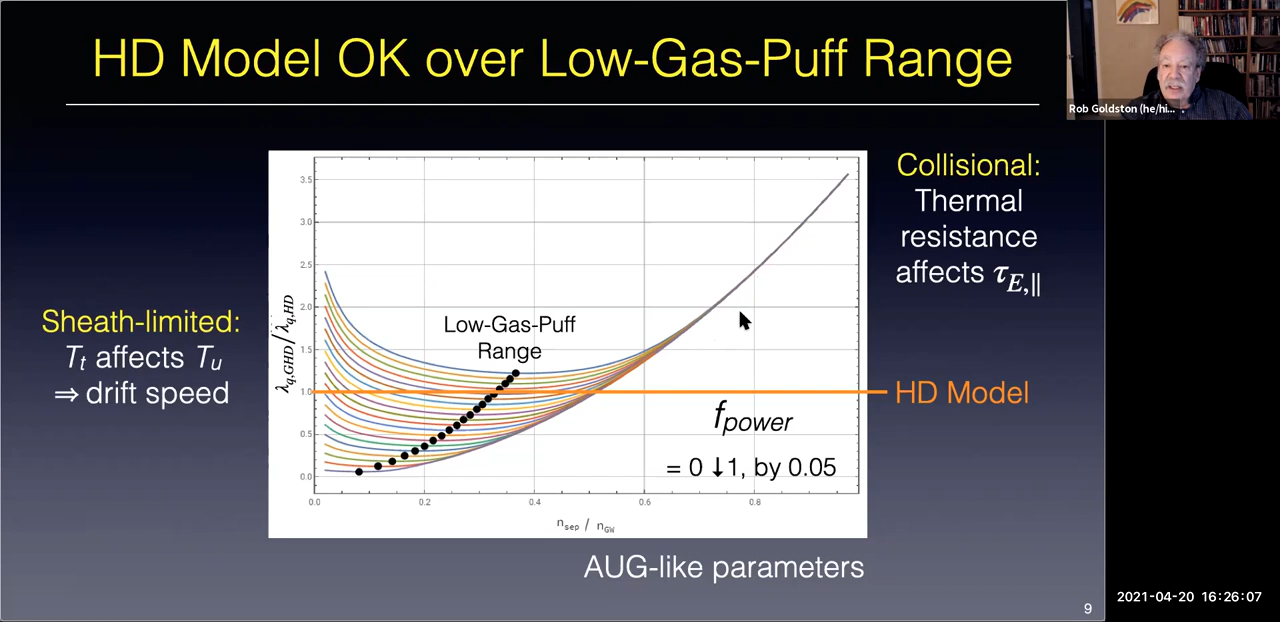 HD Model OK over Low-Gas-Puff Range
Rob Goldston (he/hi...
Collisional:
Thermal
resistance
affects τE,∥
Sheath-limited:
Tt affects Tu
⇒ drift speed
3.5
3.0
2.5
2.0
1.5
1.0
0.5
0.0
λq,GHD/λq,HD
Low-Gas-Puff
Range
HD Model
fpower
= 0 ↓1, by 0.05
0.0 0.2 0.4 0.6 0.8
nsep / nGW
AUG-like parameters
2021-04-20 16:26:07
9